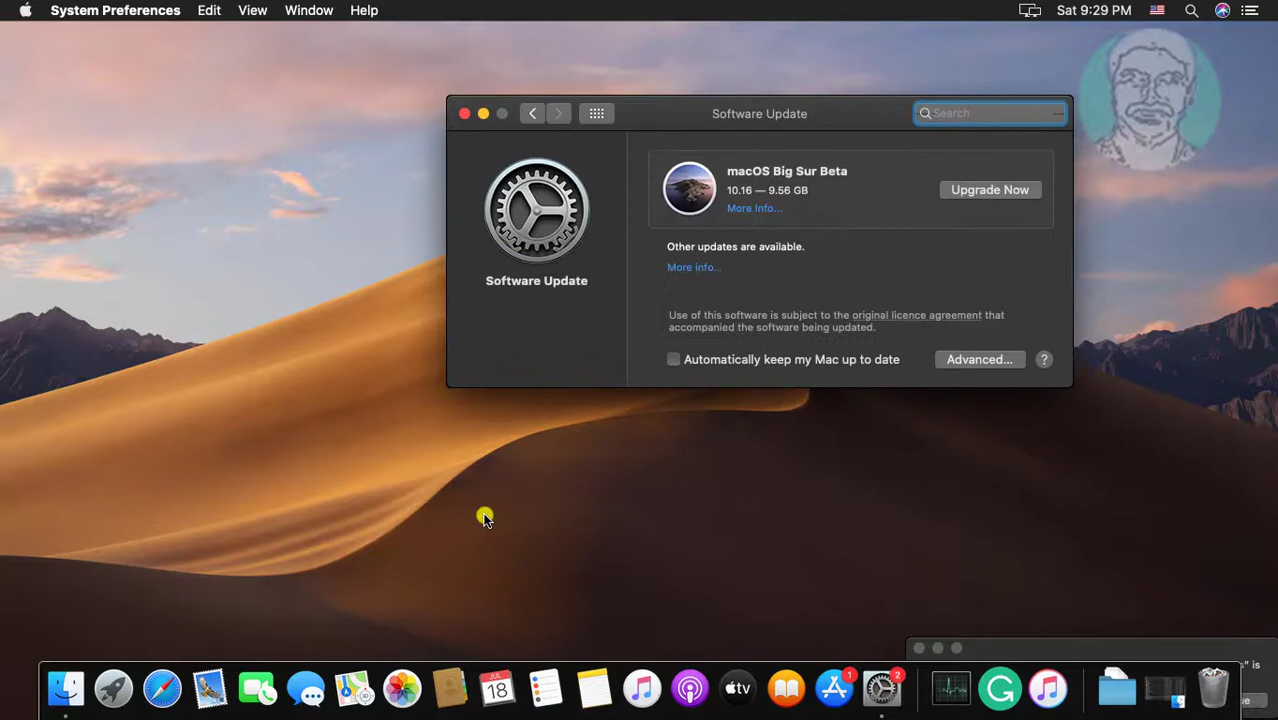 System Preferences Edit View Window Help Sat 9:29 PM
Software Update Search
macOS Big Sur Beta
10.16 — 9.56 GB Upgrade Now
More Info...
Other updates are available.
More info...
Software Update
Use of this software is subject to the original licence agreement that
accompanied the software being updated.
Automatically keep my Mac up to date Advanced... ?
" is
JUL
18
tv
1
2